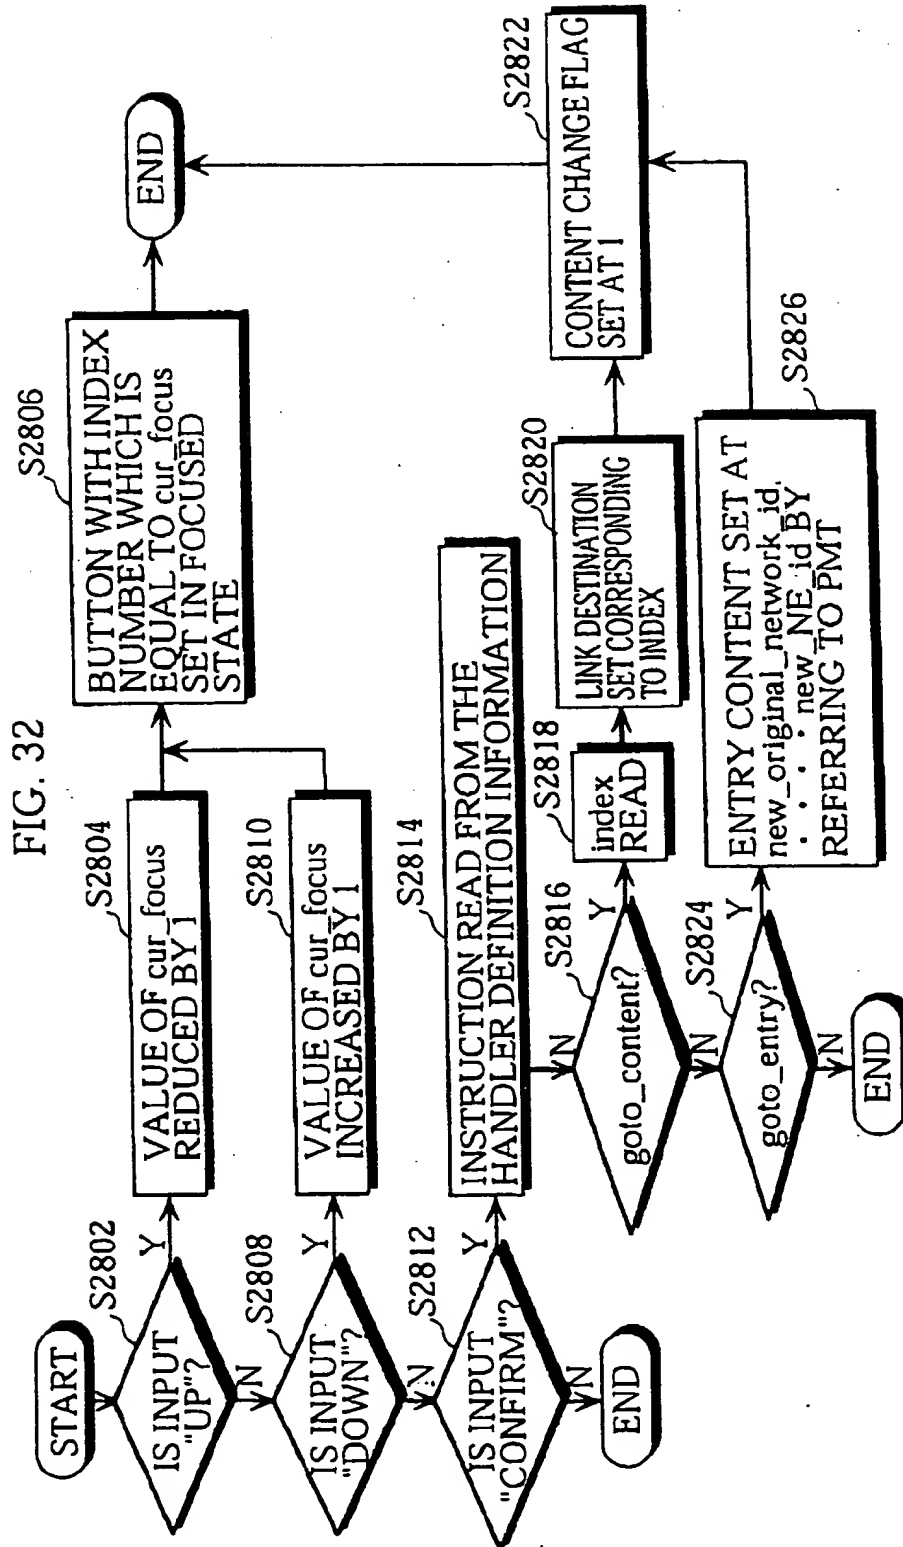 FIG. 32
START
S2802
IS INPUT
"UP"?
Y
N
S2804
VALUE OF cur_focus
REDUCED BY 1
S2806
BUTTON WITH INDEX
NUMBER WHICH IS
EQUAL TO cur_focus
SET IN FOCUSED
STATE
END
S2808
IS INPUT
"DOWN"?
Y
N
S2810
VALUE OF cur_focus
INCREASED BY 1
S2812
IS INPUT
"CONFIRM"?
Y
N
END
S2814
INSTRUCTION READ FROM THE
HANDLER DEFINITION INFORMATION
N
S2816
goto_content?
Y
N
S2818
index
READ
S2820
LINK DESTINATION
SET CORRESPONDING
TO INDEX
S2822
CONTENT CHANGE FLAG
SET AT 1
S2824
goto_entry?
Y
N
END
S2826
ENTRY CONTENT SET AT
new_original_network_id,
· · · · new_NE_id BY
REFERRING TO PMT